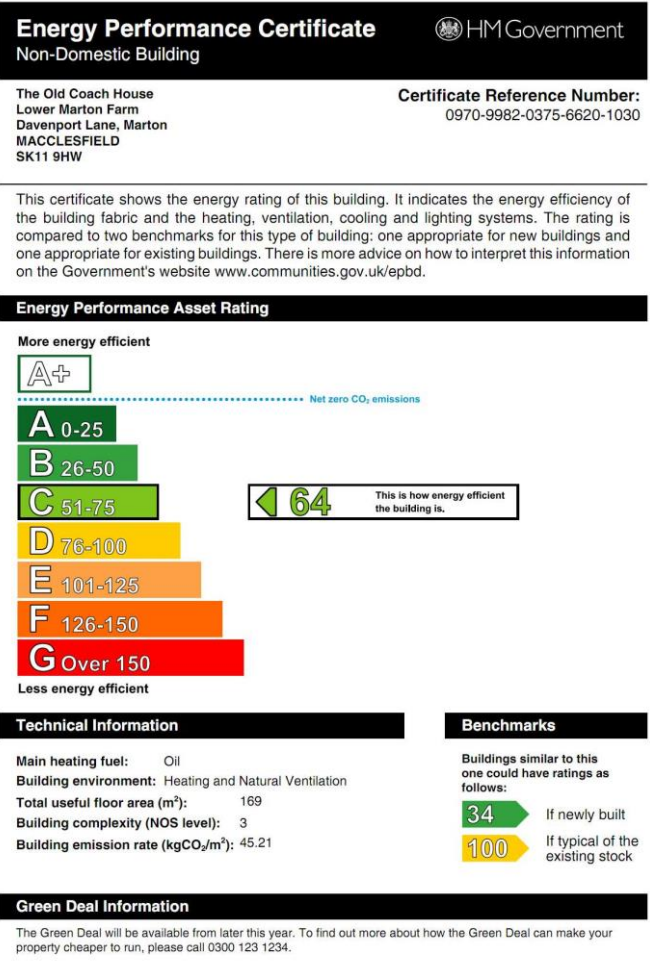 Energy Performance Certificate
HM Government
Non-Domestic Building
The Old Coach House
Lower Marton Farm
Davenport Lane, Marton
MACCLESFIELD
SK11 9HW
Certificate Reference Number:
0970-9982-0375-6620-1030
This certificate shows the energy rating of this building. It indicates the energy efficiency of
the building fabric and the heating, ventilation, cooling and lighting systems. The rating is
compared to two benchmarks for this type of building: one appropriate for new buildings and
one appropriate for existing buildings. There is more advice on how to interpret this information
on the Government's website www.communities.gov.uk/epbd.
Energy Performance Asset Rating
More energy efficient
A+
Net zero CO₂ emissions
A 0-25
B 26-50
C 51-75
64
This is how energy efficient
the building is.
D 76-100
E 101-125
F 126-150
G Over 150
Less energy efficient
Technical Information
Main heating fuel: Oil
Building environment: Heating and Natural Ventilation
Total useful floor area (m²): 169
Building complexity (NOS level): 3
Building emission rate (kgCO₂/m²): 45.21
Benchmarks
Buildings similar to this
one could have ratings as
follows:
34 If newly built
100 If typical of the
existing stock
Green Deal Information
The Green Deal will be available from later this year. To find out more about how the Green Deal can make your
property cheaper to run, please call 0300 123 1234.